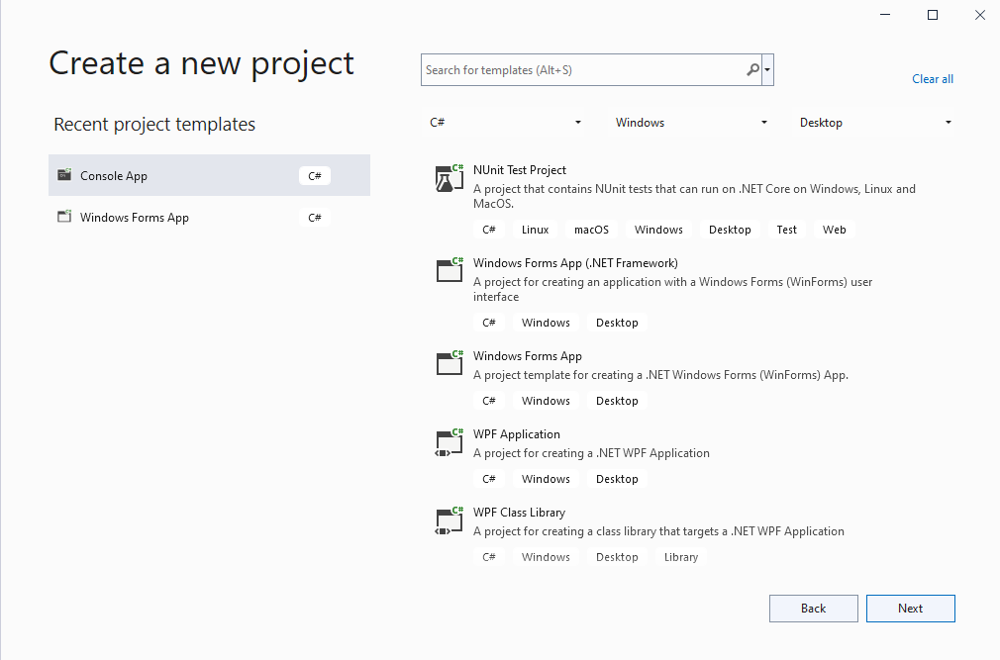 Create a new project
Search for templates (Alt+S)
Clear all
Recent project templates
C#
Windows
Desktop
Console App C#
Windows Forms App C#
NUnit Test Project
A project that contains NUnit tests that can run on .NET Core on Windows, Linux and
MacOS.
C# Linux macOS Windows Desktop Test Web
Windows Forms App (.NET Framework)
A project for creating an application with a Windows Forms (WinForms) user
interface
C# Windows Desktop
Windows Forms App
A project template for creating a .NET Windows Forms (WinForms) App.
C# Windows Desktop
WPF Application
A project for creating a .NET WPF Application
C# Windows Desktop
WPF Class Library
A project for creating a class library that targets a .NET WPF Application
C# Windows Desktop Library
Back Next